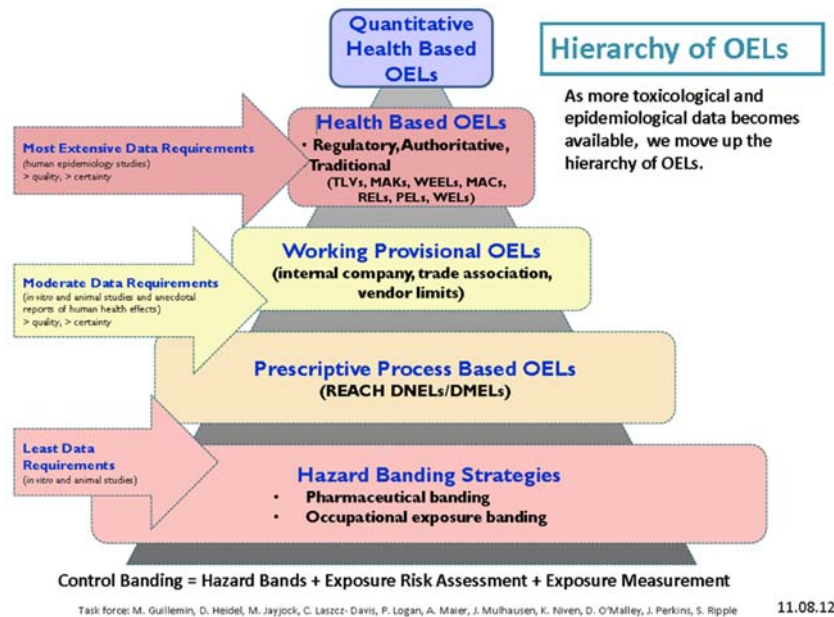 Quantitative
Health Based
OELs
Hierarchy of OELs
As more toxicological and
epidemiological data becomes
available, we move up the
hierarchy of OELs.
Most Extensive Data Requirements
(human epidemiology studies)
> quality, > certainty
Health Based OELs
• Regulatory, Authoritative,
Traditional
(TLVs, MAKs, WEELs, MACs,
RELs, PELs, WELs)
Moderate Data Requirements
(in vitro and animal studies and anecdotal
reports of human health effects)
> quality, > certainty
Working Provisional OELs
(internal company, trade association,
vendor limits)
Prescriptive Process Based OELs
(REACH DNELs/DMELs)
Least Data
Requirements
(in vitro and animal studies)
Hazard Banding Strategies
• Pharmaceutical banding
• Occupational exposure banding
Control Banding = Hazard Bands + Exposure Risk Assessment + Exposure Measurement
Task force: M. Guillemin, D. Heidel, M. Jayjock, C. Laszcz- Davis, P. Logan, A. Maier, J. Mulhausen, K. Niven, D. O'Malley, J. Perkins, S. Ripple
11.08.12